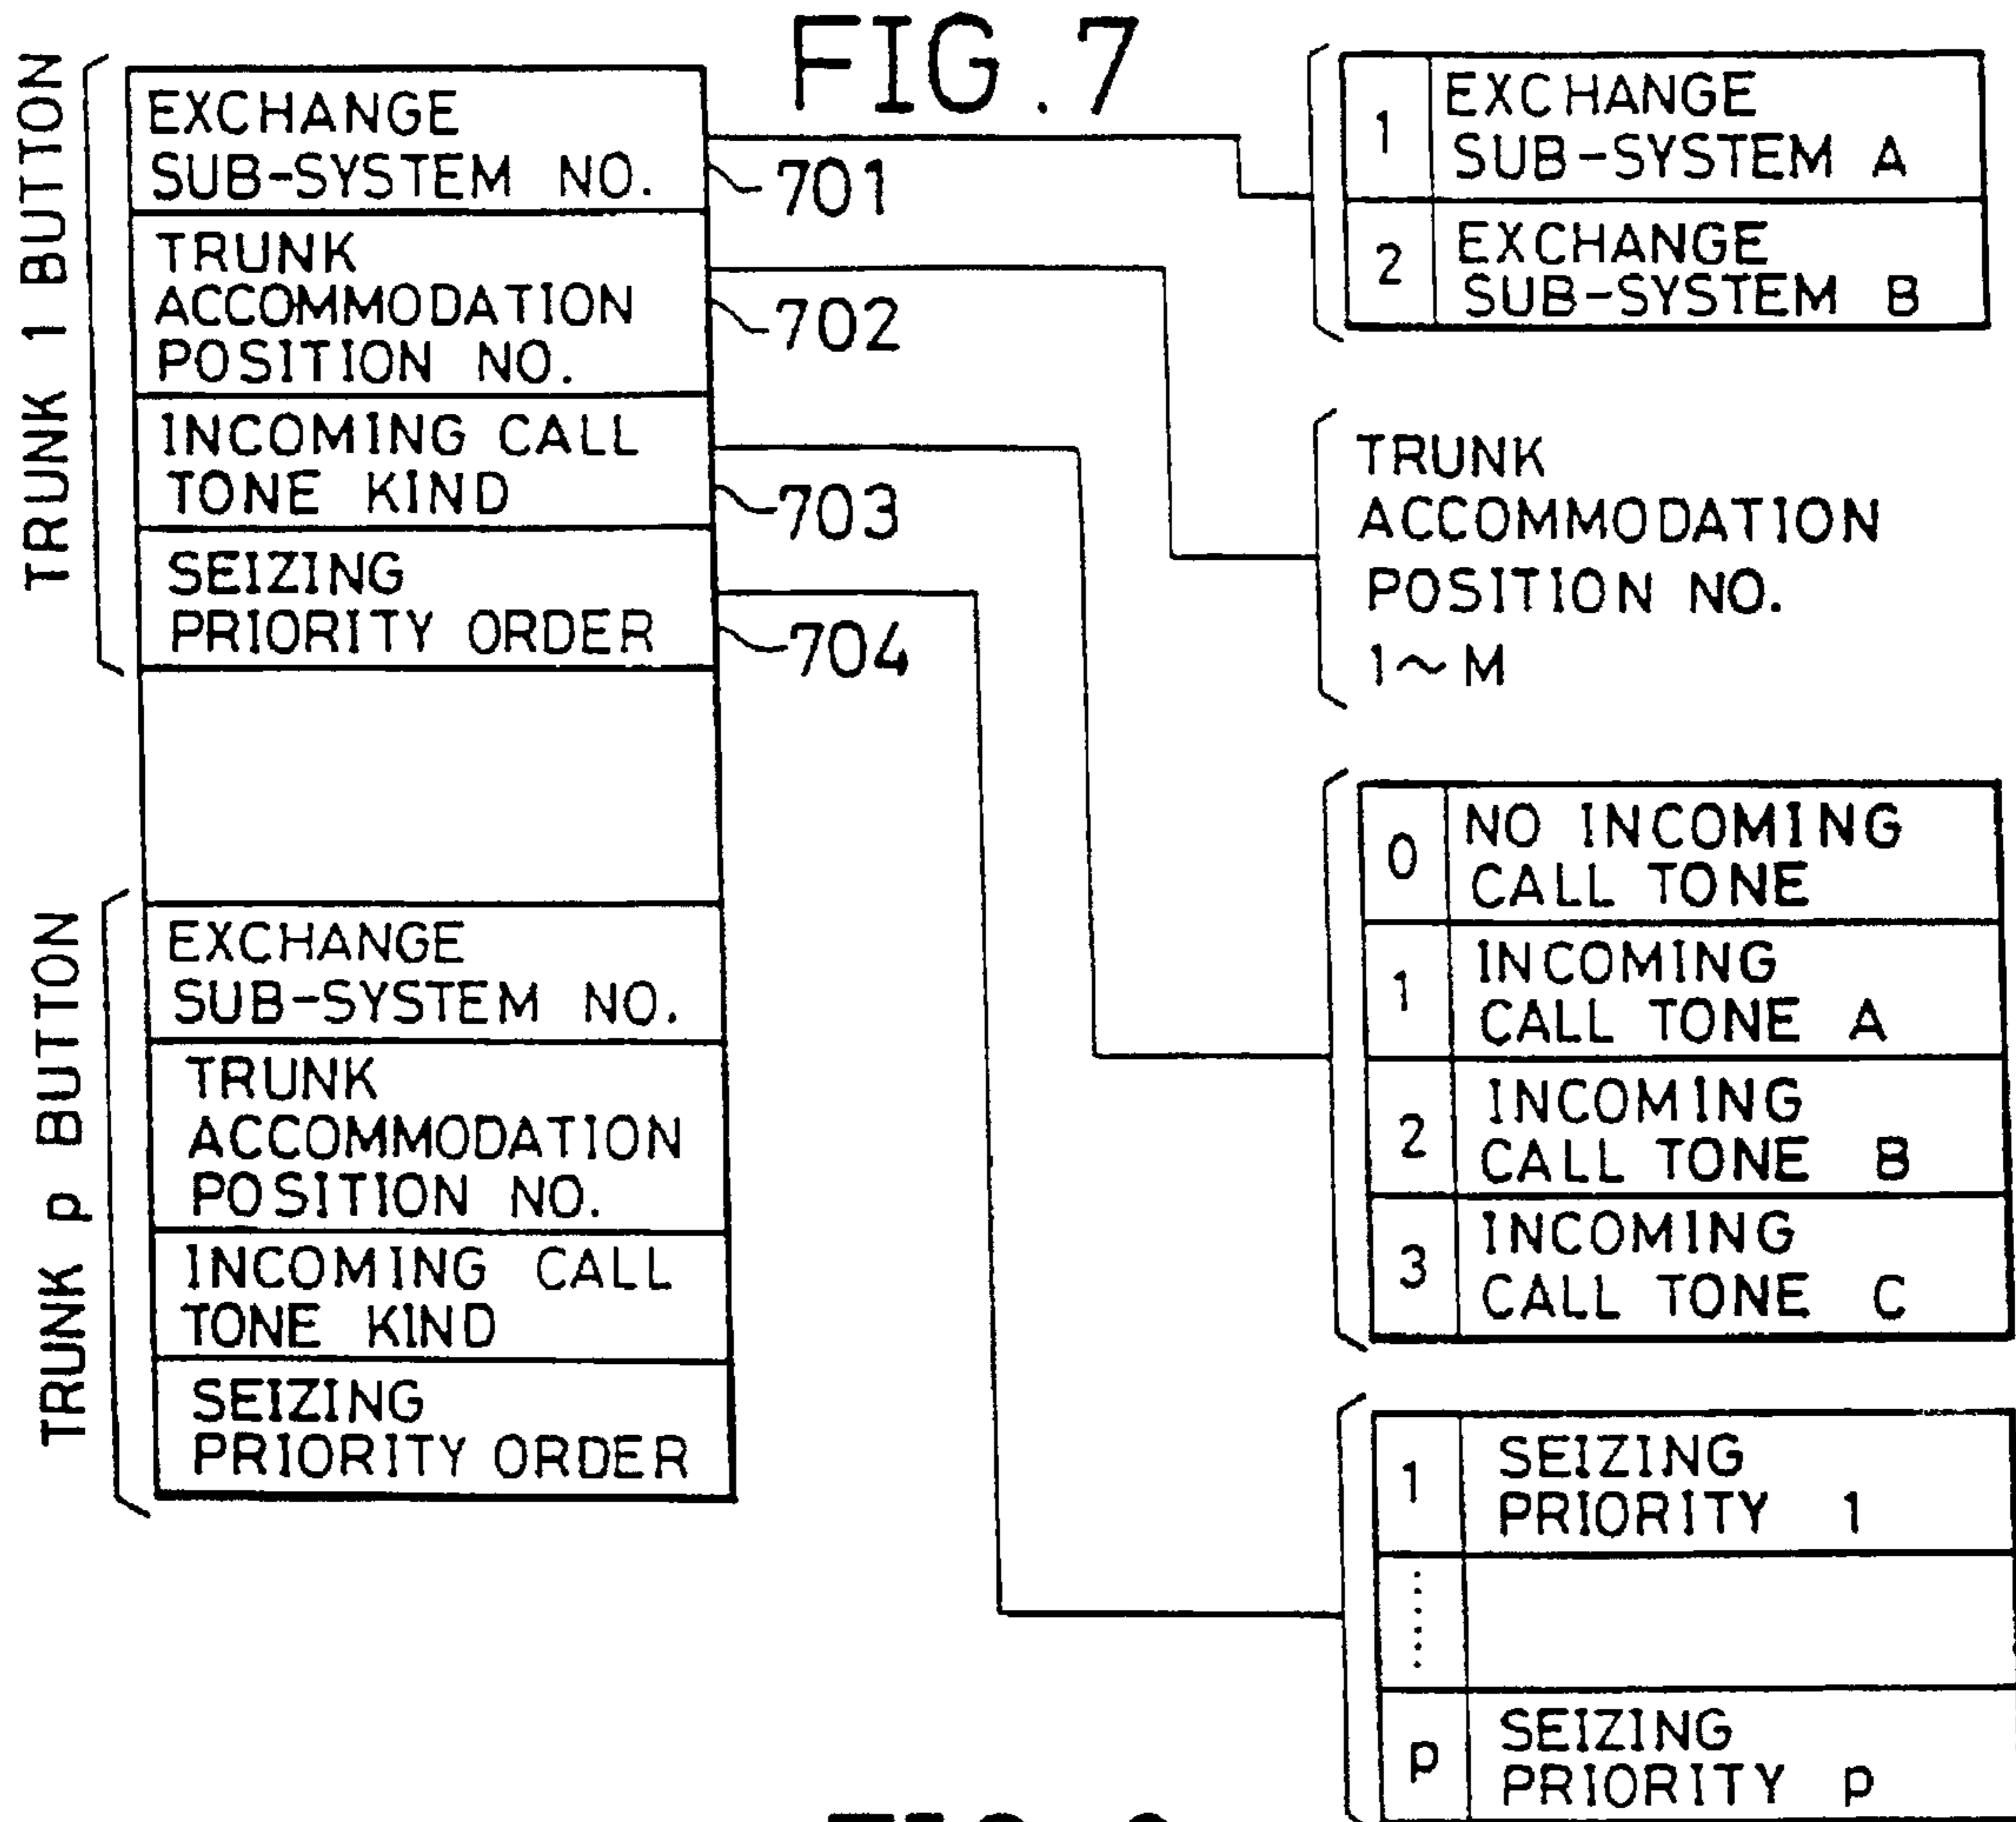 FIG. 7
TRUNK 1 BUTTON
EXCHANGE
SUB-SYSTEM NO.
701
TRUNK
ACCOMMODATION
POSITION NO.
702
INCOMING CALL
TONE KIND
703
SEIZING
PRIORITY ORDER
704
TRUNK p BUTTON
EXCHANGE
SUB-SYSTEM NO.
TRUNK
ACCOMMODATION
POSITION NO.
INCOMING CALL
TONE KIND
SEIZING
PRIORITY ORDER
1 EXCHANGE
SUB-SYSTEM A
2 EXCHANGE
SUB-SYSTEM B
TRUNK
ACCOMMODATION
POSITION NO.
1~M
0 NO INCOMING
CALL TONE
1 INCOMING
CALL TONE A
2 INCOMING
CALL TONE B
3 INCOMING
CALL TONE C
1 SEIZING
PRIORITY 1
......
p SEIZING
PRIORITY p